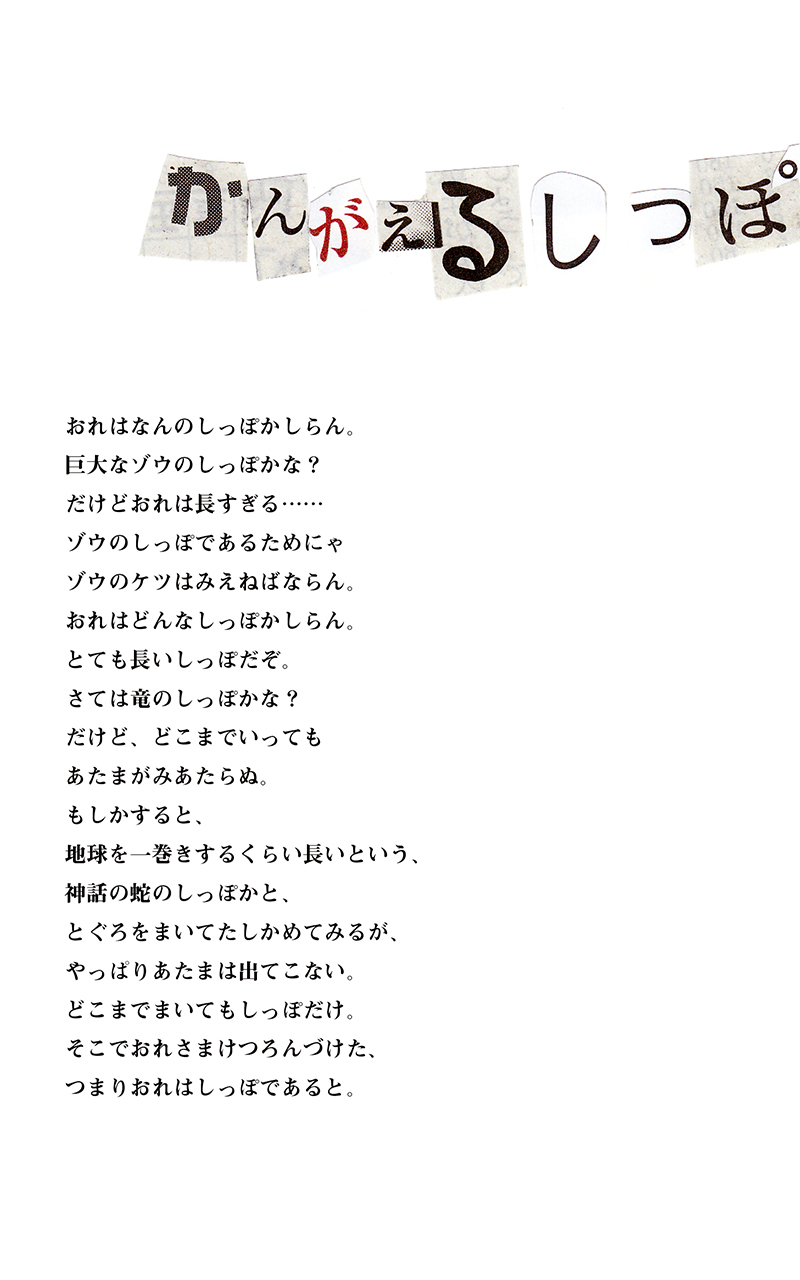 かんがえるしっぽ
おれはなんのしっぽかしらん。
巨大なゾウのしっぽかな？
だけどおれは長すぎる……
ゾウのしっぽであるためにゃ
ゾウのケツはみえねばならん。
おれはどんなしっぽかしらん。
とても長いしっぽだぞ。
さては竜のしっぽかな？
だけど、どこまでいっても
あたまがみあたらぬ。
もしかすると、
地球を一巻きするくらい長いという、
神話の蛇のしっぽかと、
とぐろをまいてたしかめてみるが、
やっぱりあたまは出てこない。
どこまでまいてもしっぽだけ。
そこでおれさまけつろんづけた、
つまりおれはしっぽであると。